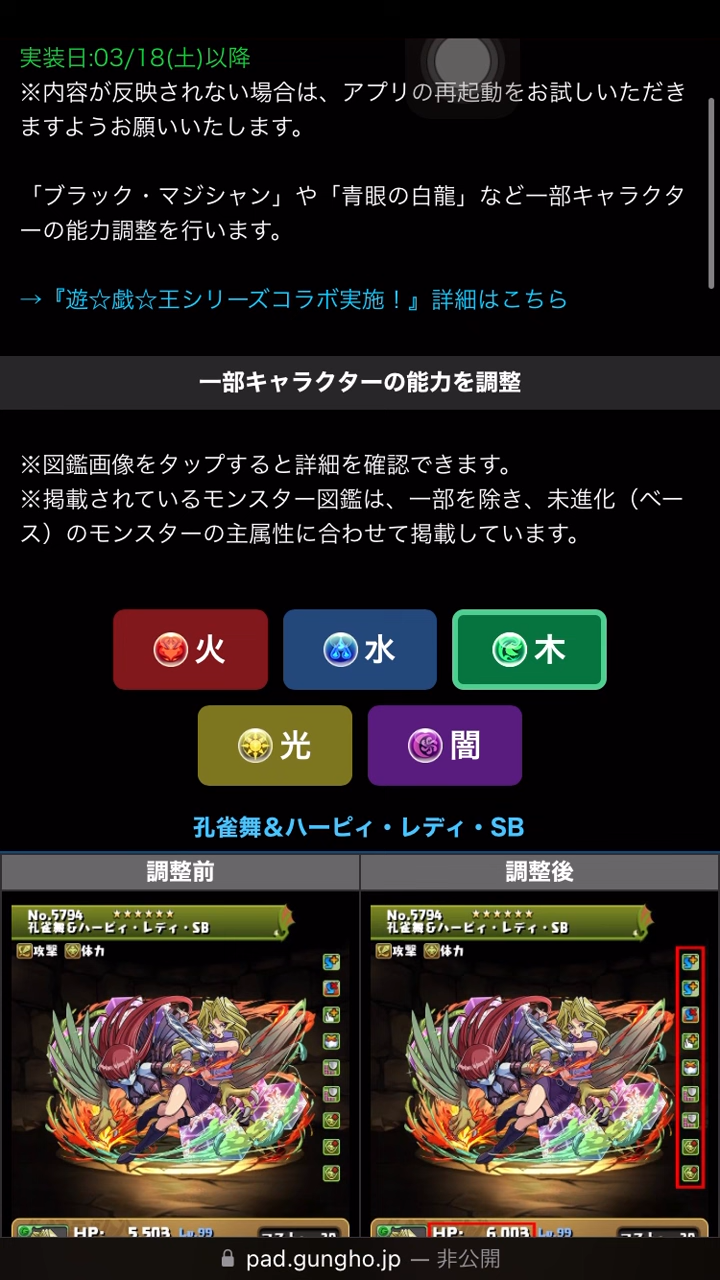 実装日:03/18(土)以降
※内容が反映されない場合は、アプリの再起動をお試しいただき
ますようお願いいたします。
「ブラック・マジシャン」や「青眼の白龍」など一部キャラクタ
ーの能力調整を行います。
→『遊☆戯☆王シリーズコラボ実施！』詳細はこちら
一部キャラクターの能力を調整
※図鑑画像をタップすると詳細を確認できます。
※掲載されているモンスター図鑑は、一部を除き、未進化（ベー
ス）のモンスターの主属性に合わせて掲載しています。
火 水 木
光 闇
孔雀舞&ハーピィ・レディ・SB
調整前 調整後
No.5794 ★★★★★★ No.5794 ★★★★★★
孔雀舞&ハーピィ・レディ・SB 孔雀舞&ハーピィ・レディ・SB
攻撃 体力 攻撃 体力
HP: 5,503 Lv.99 HP: 6,003 Lv.99
pad.gungho.jp — 非公開